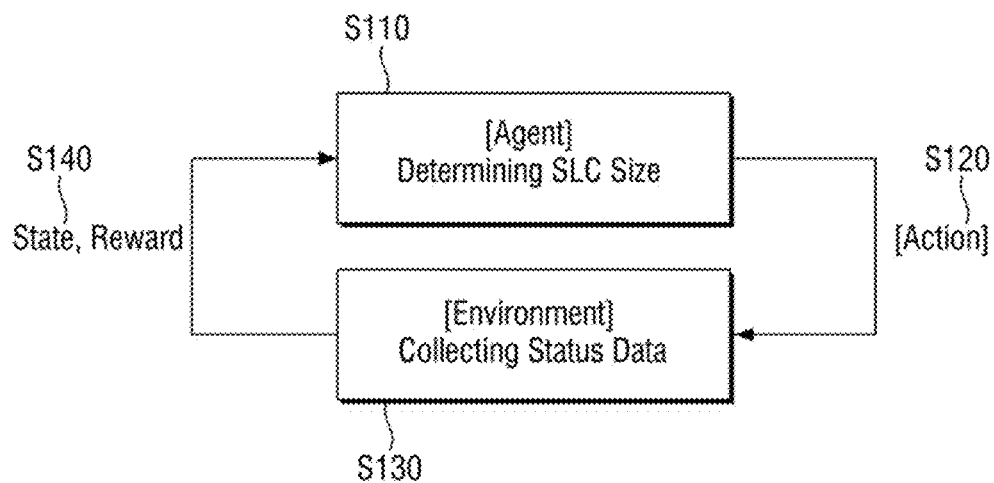 S110
[Agent]
Determining SLC Size
S140
State, Reward
S120
[Action]
[Environment]
Collecting Status Data
S130